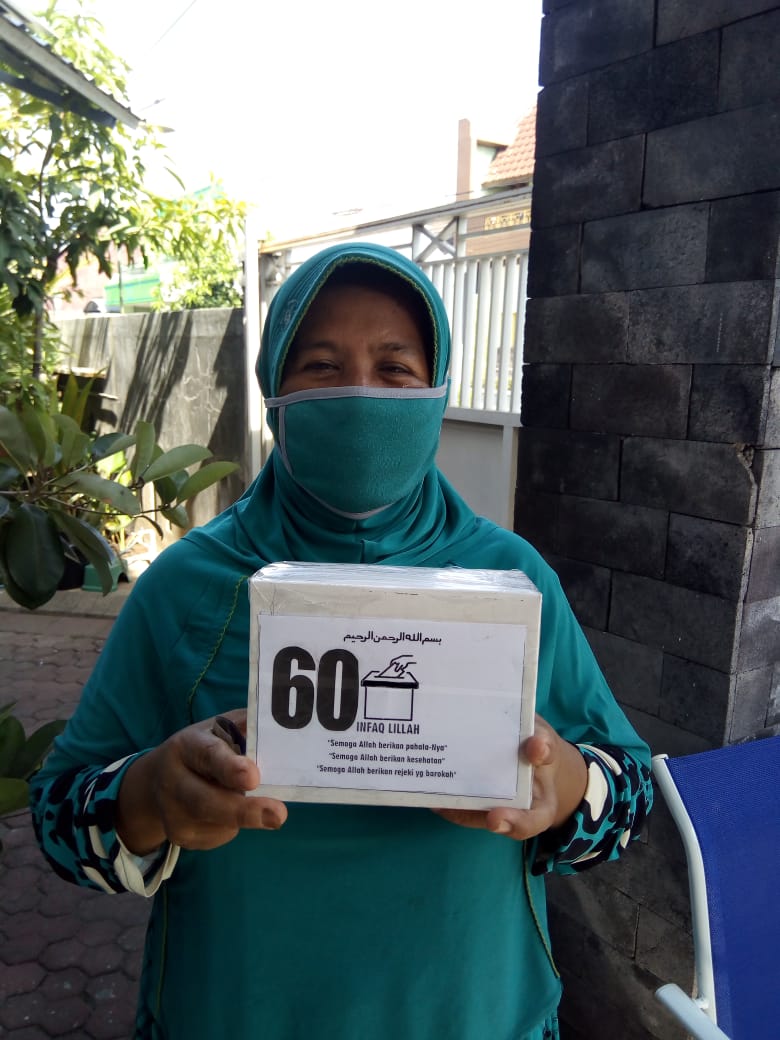 بسم الله الرحمن الرحيم
60
INFAQ LILLAH
"Semoga Allah berikan pahala-Nya"
"Semoga Allah berikan kesehatan"
"Semoga Allah berikan rejeki yg barokah"